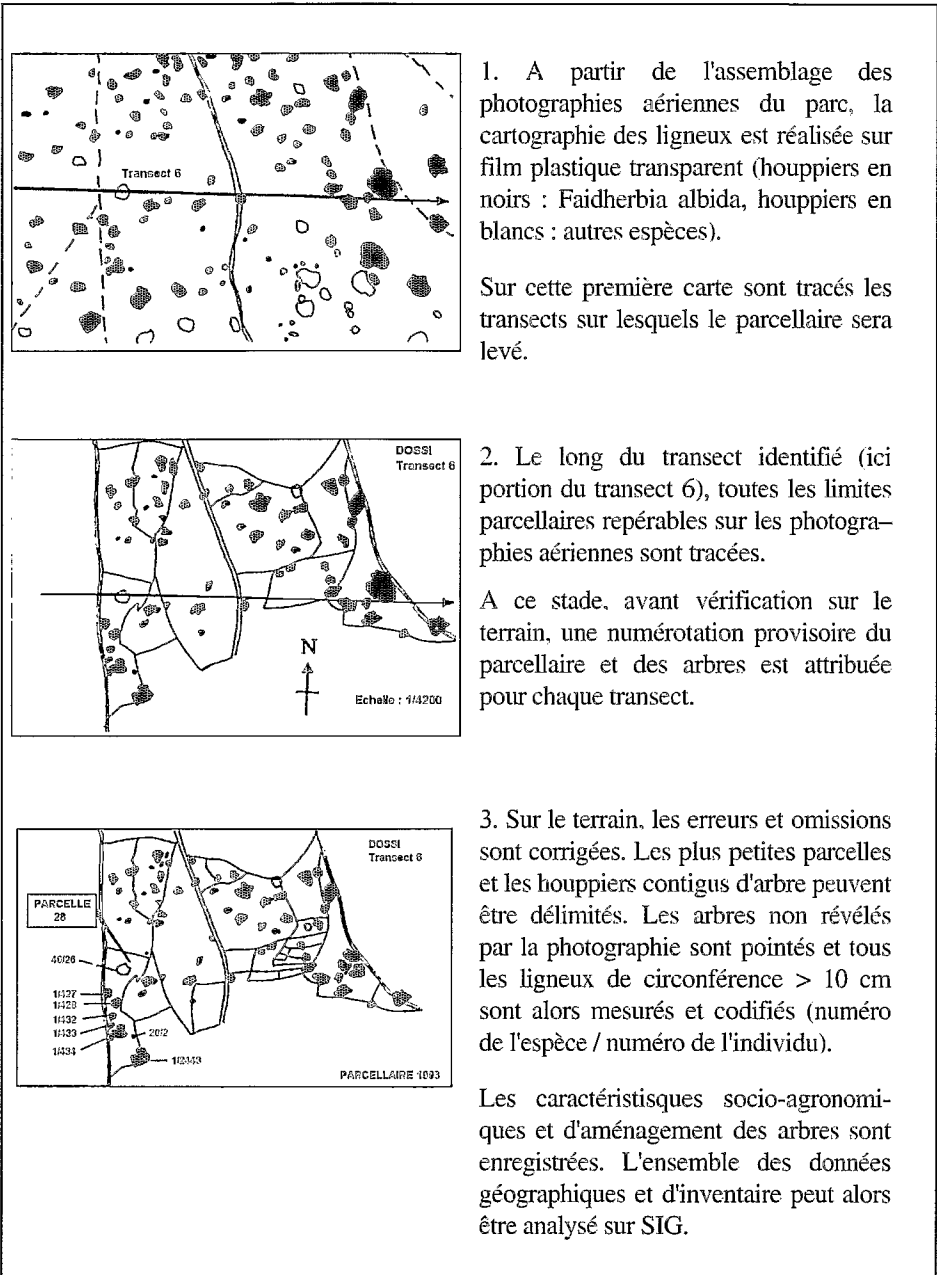 Transect 6
1. A partir de l'assemblage des
photographies aériennes du parc, la
cartographie des ligneux est réalisée sur
film plastique transparent (houppiers en
noirs : Faidherbia albida, houppiers en
blancs : autres espèces).
Sur cette première carte sont tracés les
transects sur lesquels le parcellaire sera
levé.
DOSSI
Transect 6
N
Echelle : 1/4200
2. Le long du transect identifié (ici
portion du transect 6), toutes les limites
parcellaires repérable sur les photogra–
phies aériennes sont tracées.
A ce stade, avant vérification sur le
terrain, une numérotation provisoire du
parcellaire et des arbres est attribuée
pour chaque transect.
DOSSI
Transect 6
PARCELLE
28
40/26
1/427
1/428
1/432
1/433
1/434
20/2
1/2443
PARCELLAIRE 1993
3. Sur le terrain, les erreurs et omissions
sont corrigées. Les plus petites parcelles
et les houppiers contigus d'arbre peuvent
être délimités. Les arbres non révélés
par la photographie sont pointés et tous
les ligneux de circonférence > 10 cm
sont alors mesurés et codifiés (numéro
de l'espèce / numéro de l'individu).
Les caractéristisques socio-agronomi-
ques et d'aménagement des arbres sont
enregistrées. L'ensemble des données
géographiques et d'inventaire peut alors
être analysé sur SIG.